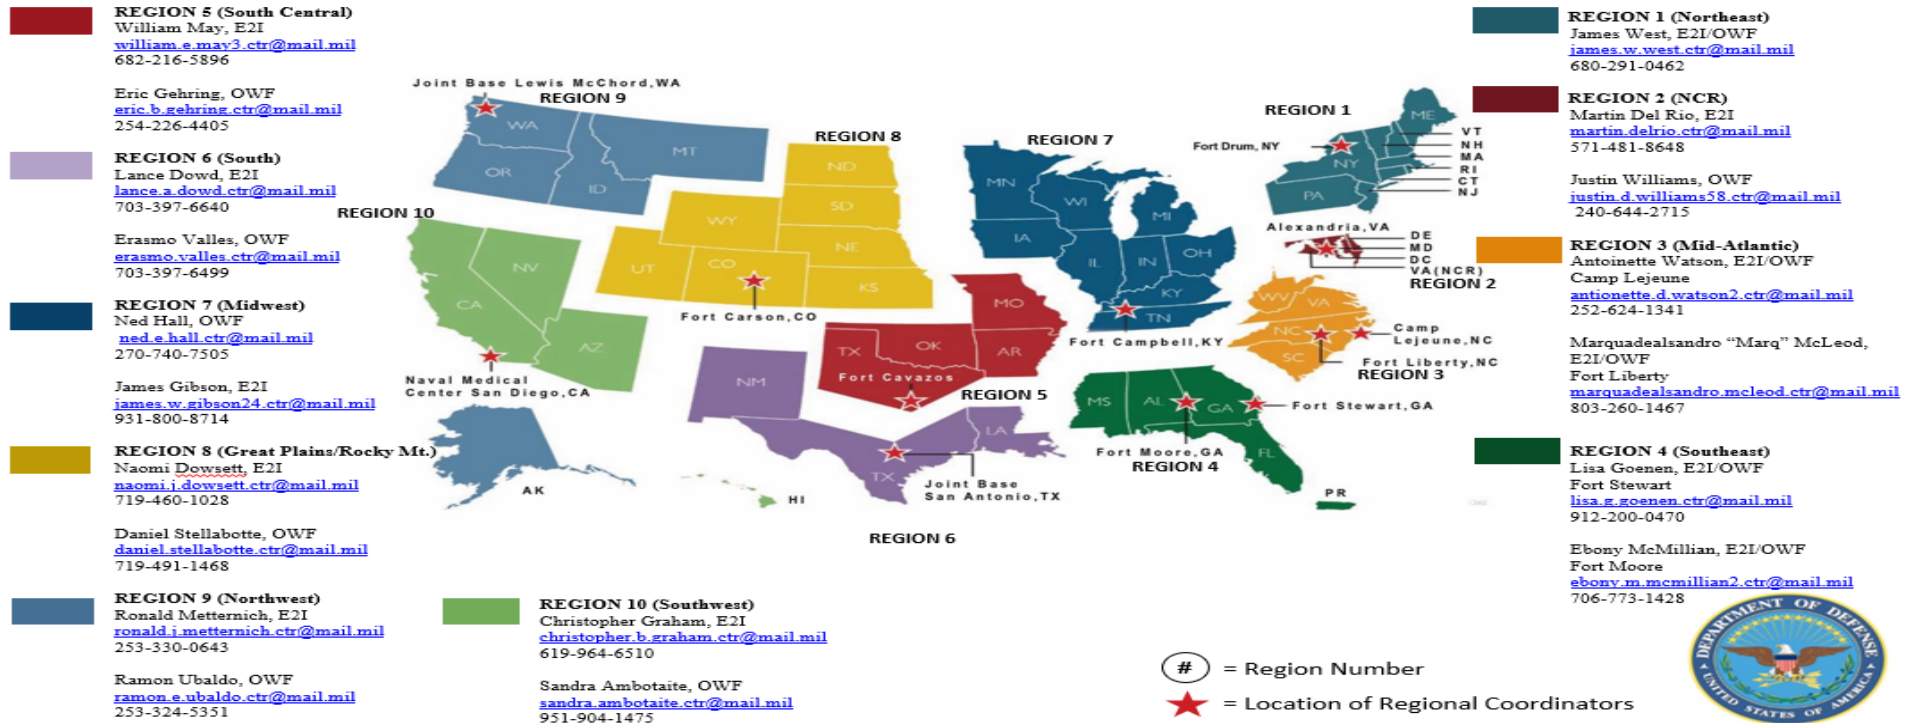 REGION 5 (South Central)
William May, E2I
william.e.may3.ctr@mail.mil
682-216-5896
Eric Gehring, OWF
eric.b.gehring.ctr@mail.mil
254-226-4405
REGION 6 (South)
Lance Dowd, E2I
lance.a.dowd.ctr@mail.mil
703-397-6640
Erasmo Valles, OWF
erasmo.valles.ctr@mail.mil
703-397-6499
REGION 7 (Midwest)
Ned Hall, OWF
ned.e.hall.ctr@mail.mil
270-740-7505
James Gibson, E2I
james.w.gibson24.ctr@mail.mil
931-800-8714
REGION 8 (Great Plains/Rocky Mt.)
Naomi Dowsett, E2I
naomi.j.dowsett.ctr@mail.mil
719-460-1028
Daniel Stellabotte, OWF
daniel.stellabotte.ctr@mail.mil
719-491-1468
REGION 9 (Northwest)
Ronald Metternich, E2I
ronald.j.metternich.ctr@mail.mil
253-330-0643
Ramon Ubaldo, OWF
ramon.e.ubaldo.ctr@mail.mil
253-324-5351
REGION 10 (Southwest)
Christopher Graham, E2I
christopher.b.graham.ctr@mail.mil
619-964-6510
Sandra Ambotaite, OWF
sandra.ambotaite.ctr@mail.mil
951-904-1475
Joint Base Lewis McChord,WA
REGION 9
WA
OR
ID
MT
REGION 10
CA
NV
AZ
Naval Medical
Center San Diego,CA
AK
HI
REGION 8
ND
SD
WY
NE
UT
CO
KS
Fort Carson,CO
REGION 7
MN
WI
MI
IA
IL
IN
OH
KY
TN
Fort Campbell,KY
MO
TX
OK
AR
Fort Cavazos
REGION 5
NM
LA
TX
Joint Base
San Antonio,TX
REGION 6
MS
AL
GA
FL
Fort Stewart,GA
Fort Moore,GA
REGION 4
PR
REGION 1
Fort Drum, NY
ME
NY
PA
VT
NH
MA
RI
CT
NJ
Alexandria,VA
DE
MD
DC
VA(NCR)
REGION 2
WV
VA
NC
SC
Camp
Lejeune,NC
Fort Liberty,NC
REGION 3
REGION 1 (Northeast)
James West, E2I/OWF
james.w.west.ctr@mail.mil
680-291-0462
REGION 2 (NCR)
Martin Del Rio, E2I
martin.delrio.ctr@mail.mil
571-481-8648
Justin Williams, OWF
justin.d.williams58.ctr@mail.mil
240-644-2715
REGION 3 (Mid-Atlantic)
Antoinette Watson, E2I/OWF
Camp Lejeune
antionette.d.watson2.ctr@mail.mil
252-624-1341
Marquadealsandro “Marq” McLeod,
E2I/OWF
Fort Liberty
marquadealsandro.mcleod.ctr@mail.mil
803-260-1467
REGION 4 (Southeast)
Lisa Goenen, E2I/OWF
Fort Stewart
lisa.g.goenen.ctr@mail.mil
912-200-0470
Ebony McMillian, E2I/OWF
Fort Moore
ebony.m.mcmillian2.ctr@mail.mil
706-773-1428
# = Region Number
= Location of Regional Coordinators
DEPARTMENT OF DEFENSE
UNITED STATES OF AMERICA